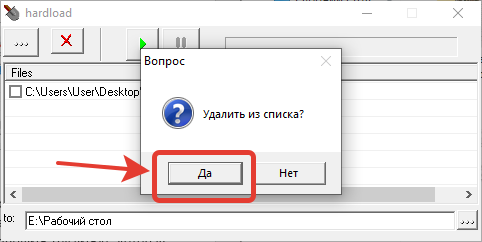 hardload
...
Вопрос
Files
C:\Users\User\Desktop\
Удалить из списка?
Да
Нет
to:
E:\Рабочий стол
...